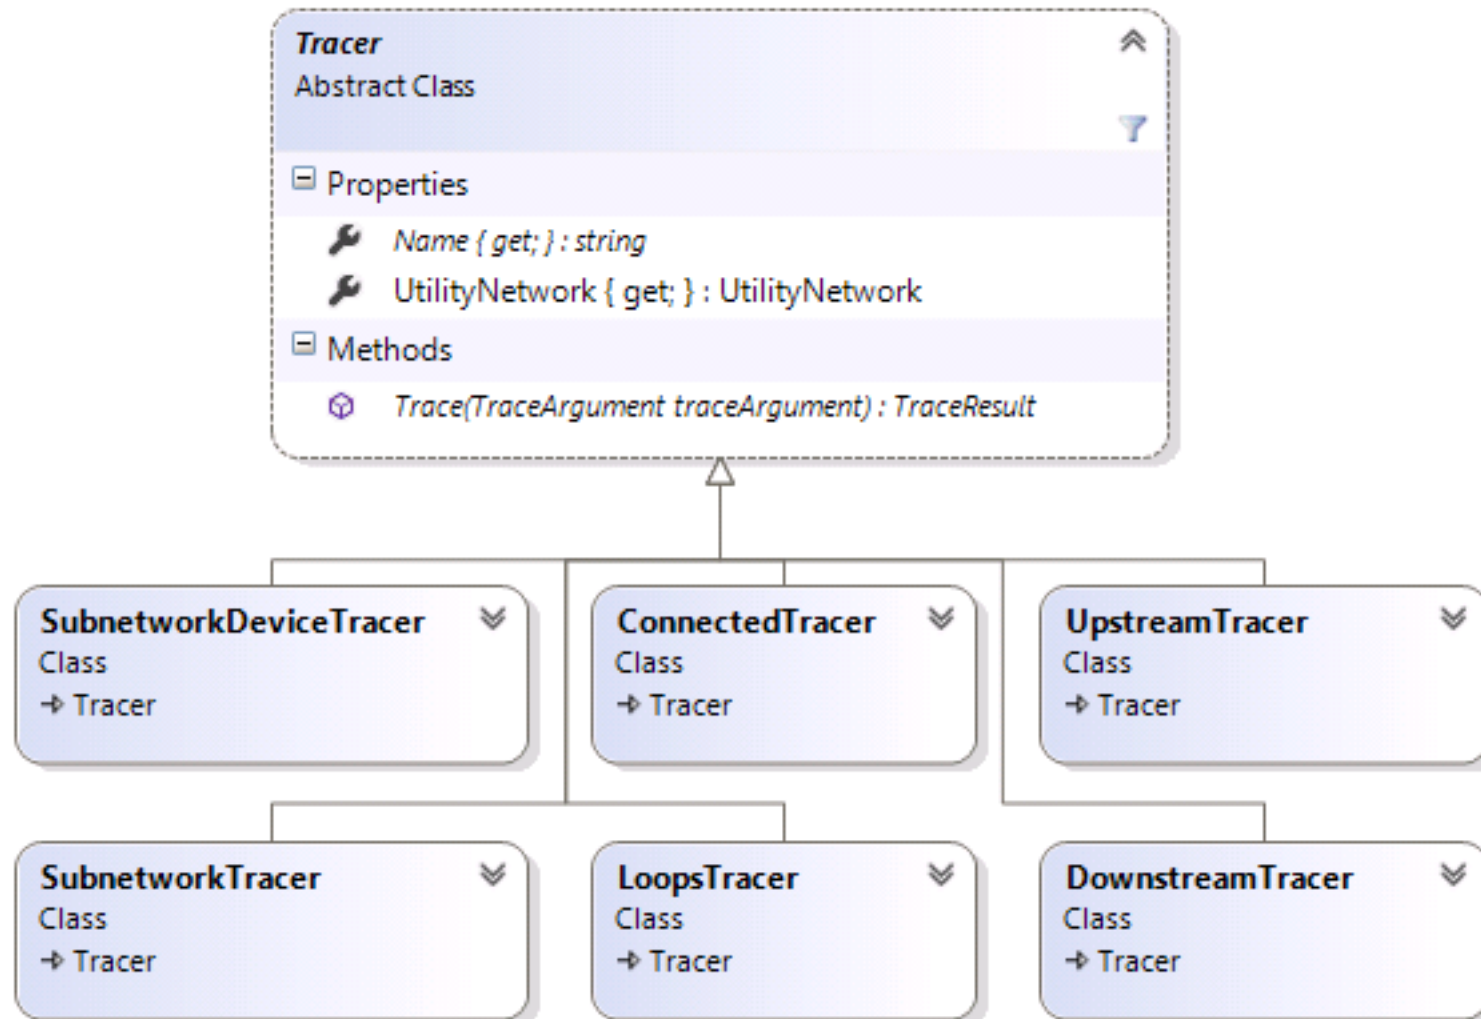 Tracer
Abstract Class
Properties
Name { get; } : string
UtilityNetwork { get; } : UtilityNetwork
Methods
Trace(TraceArgument traceArgument) : TraceResult
SubnetworkDeviceTracer
Class
Tracer
ConnectedTracer
Class
Tracer
UpstreamTracer
Class
Tracer
SubnetworkTracer
Class
Tracer
LoopsTracer
Class
Tracer
DownstreamTracer
Class
Tracer